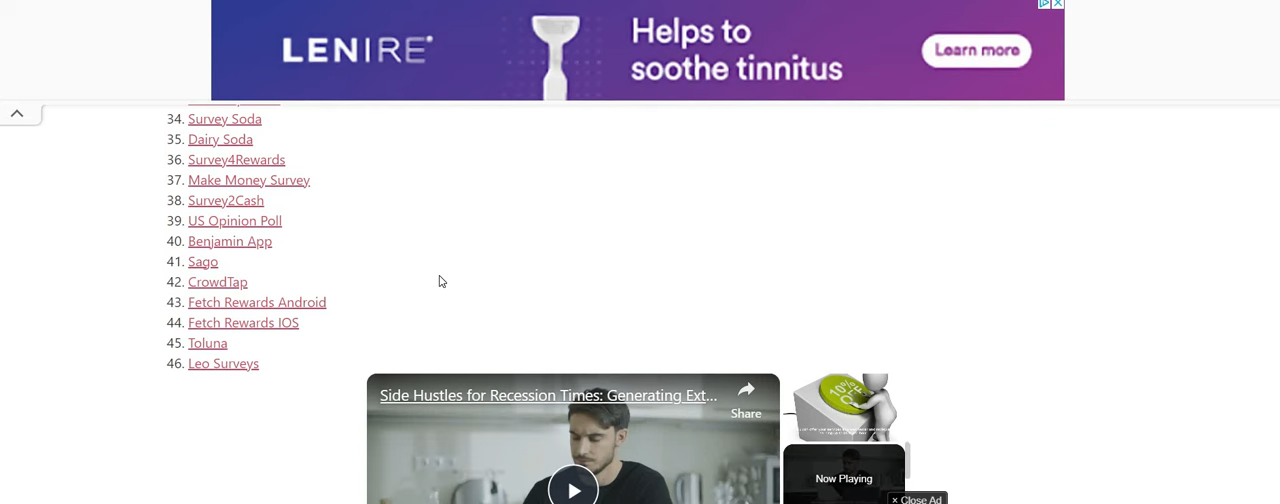 LENIRE
Helps to
soothe tinnitus
Learn more
34. Survey Soda
35. Dairy Soda
36. Survey4Rewards
37. Make Money Survey
38. Survey2Cash
39. US Opinion Poll
40. Benjamin App
41. Sago
42. CrowdTap
43. Fetch Rewards Android
44. Fetch Rewards IOS
45. Toluna
46. Leo Surveys
Side Hustles for Recession Times: Generating Ext...
Share
10%
OFF
Now Playing
× Close Ad